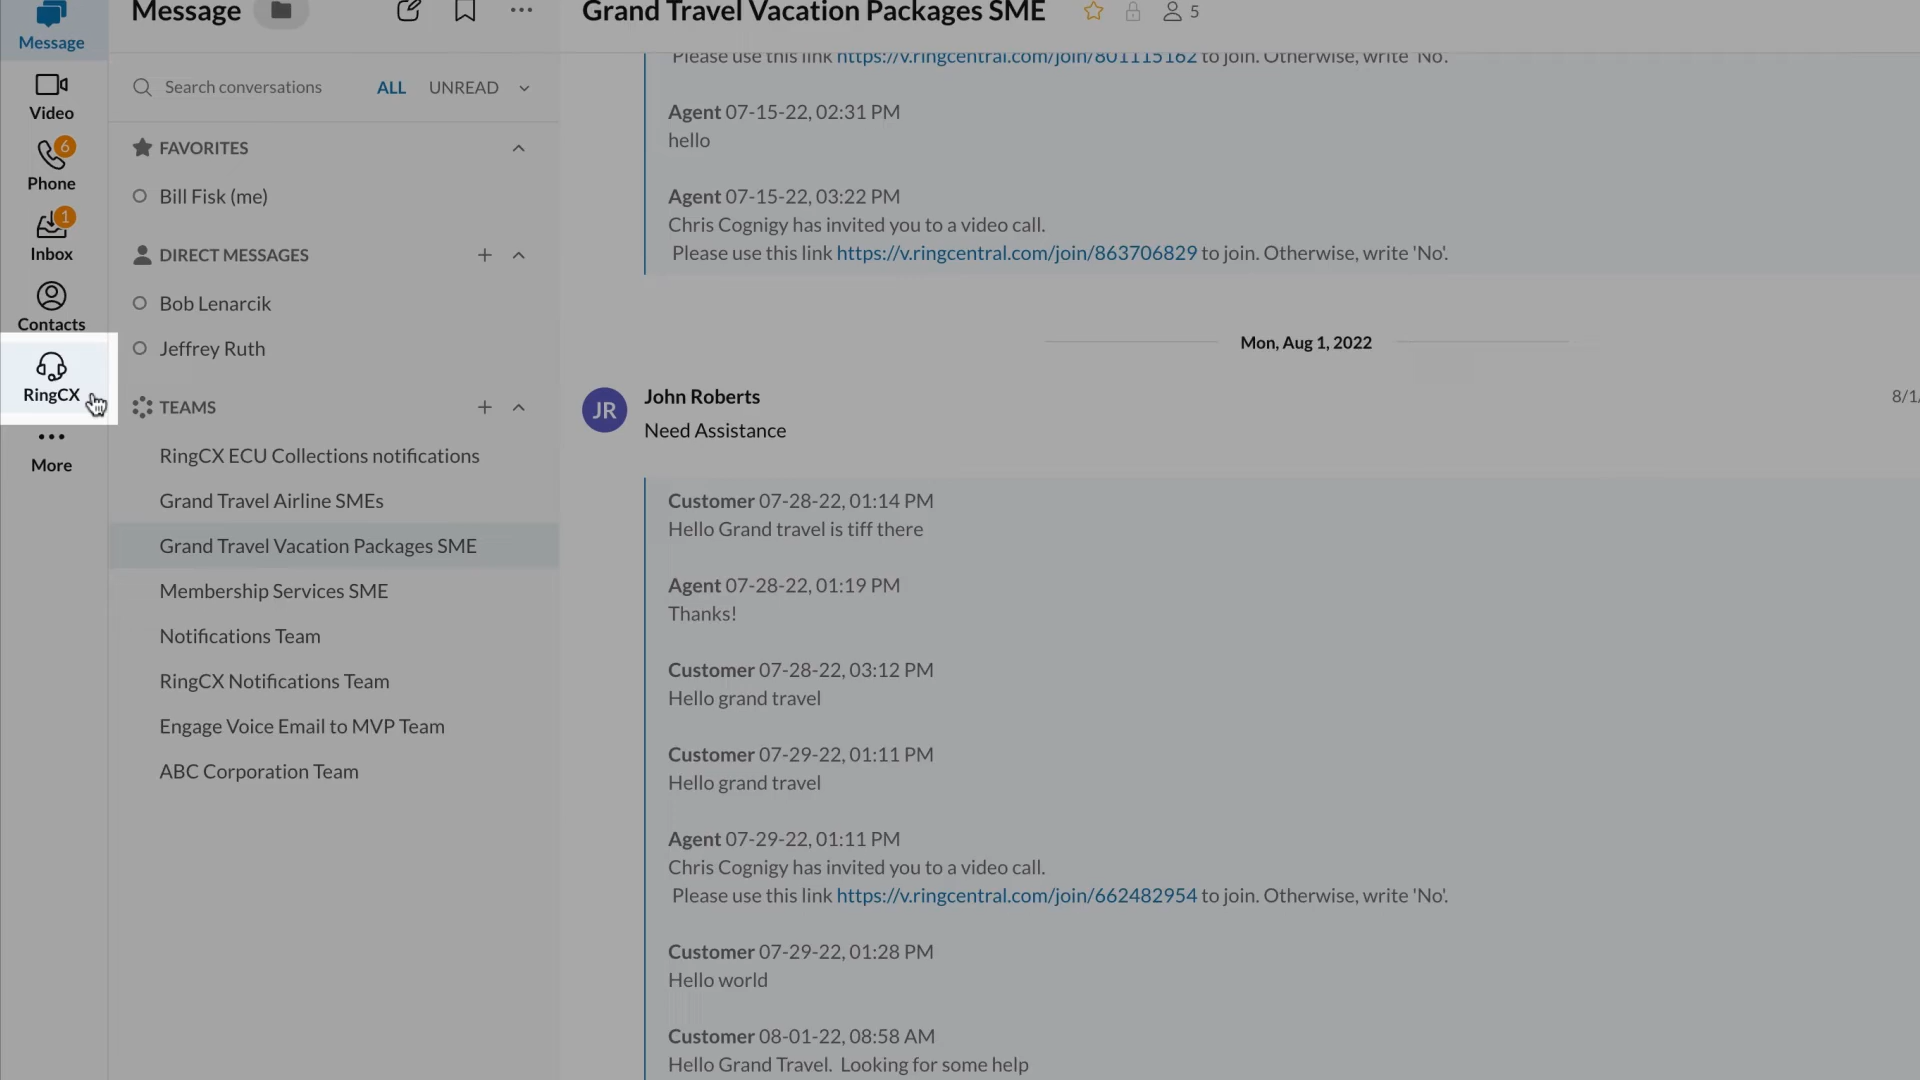 Message
Video
6
Phone
1
Inbox
Contacts
RingCX
More
Message
Search conversations ALL UNREAD
FAVORITES
Bill Fisk (me)
DIRECT MESSAGES
Bob Lenarcik
Jeffrey Ruth
TEAMS
RingCX ECU Collections notifications
Grand Travel Airline SMEs
Grand Travel Vacation Packages SME
Membership Services SME
Notifications Team
RingCX Notifications Team
Engage Voice Email to MVP Team
ABC Corporation Team
Grand Travel Vacation Packages SME 5
Please use this link https://v.ringcentral.com/join/801115162 to join. Otherwise, write 'No'.
Agent 07-15-22, 02:31 PM
hello
Agent 07-15-22, 03:22 PM
Chris Cognigy has invited you to a video call.
Please use this link https://v.ringcentral.com/join/863706829 to join. Otherwise, write 'No'.
Mon, Aug 1, 2022
John Roberts 8/1/
Need Assistance
JR
Customer 07-28-22, 01:14 PM
Hello Grand travel is tiff there
Agent 07-28-22, 01:19 PM
Thanks!
Customer 07-28-22, 03:12 PM
Hello grand travel
Customer 07-29-22, 01:11 PM
Hello grand travel
Agent 07-29-22, 01:11 PM
Chris Cognigy has invited you to a video call.
Please use this link https://v.ringcentral.com/join/662482954 to join. Otherwise, write 'No'.
Customer 07-29-22, 01:28 PM
Hello world
Customer 08-01-22, 08:58 AM
Hello Grand Travel. Looking for some help